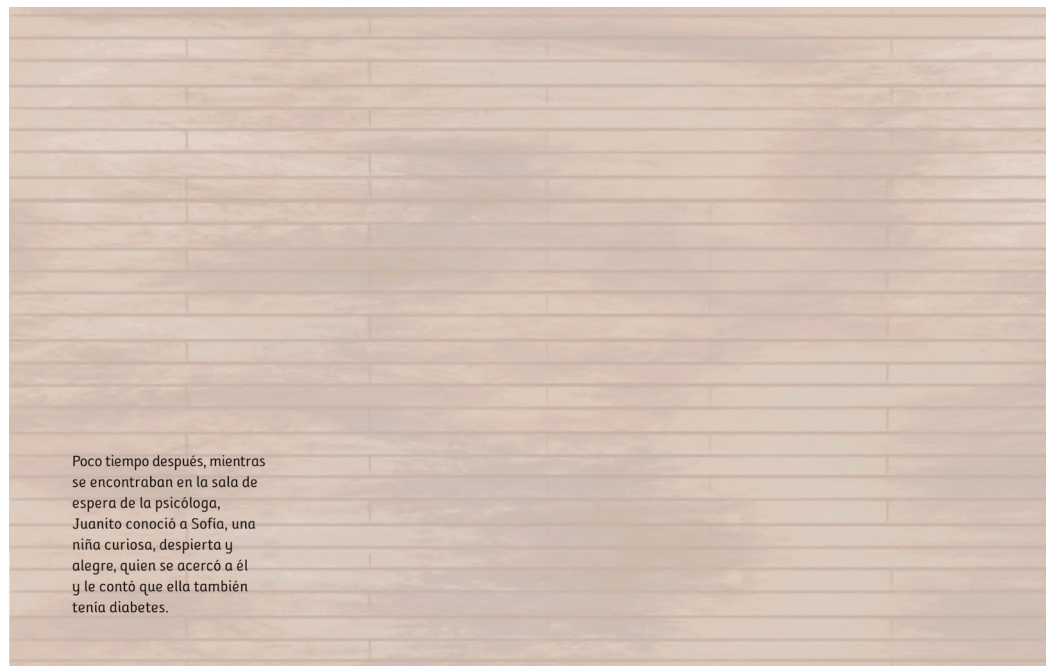 Poco tiempo después, mientras
se encontraban en la sala de
espera de la psicóloga,
Juanito conoció a Sofía, una
niña curiosa, despierta y
alegre, quien se acercó a él
y le contó que ella también
tenía diabetes.